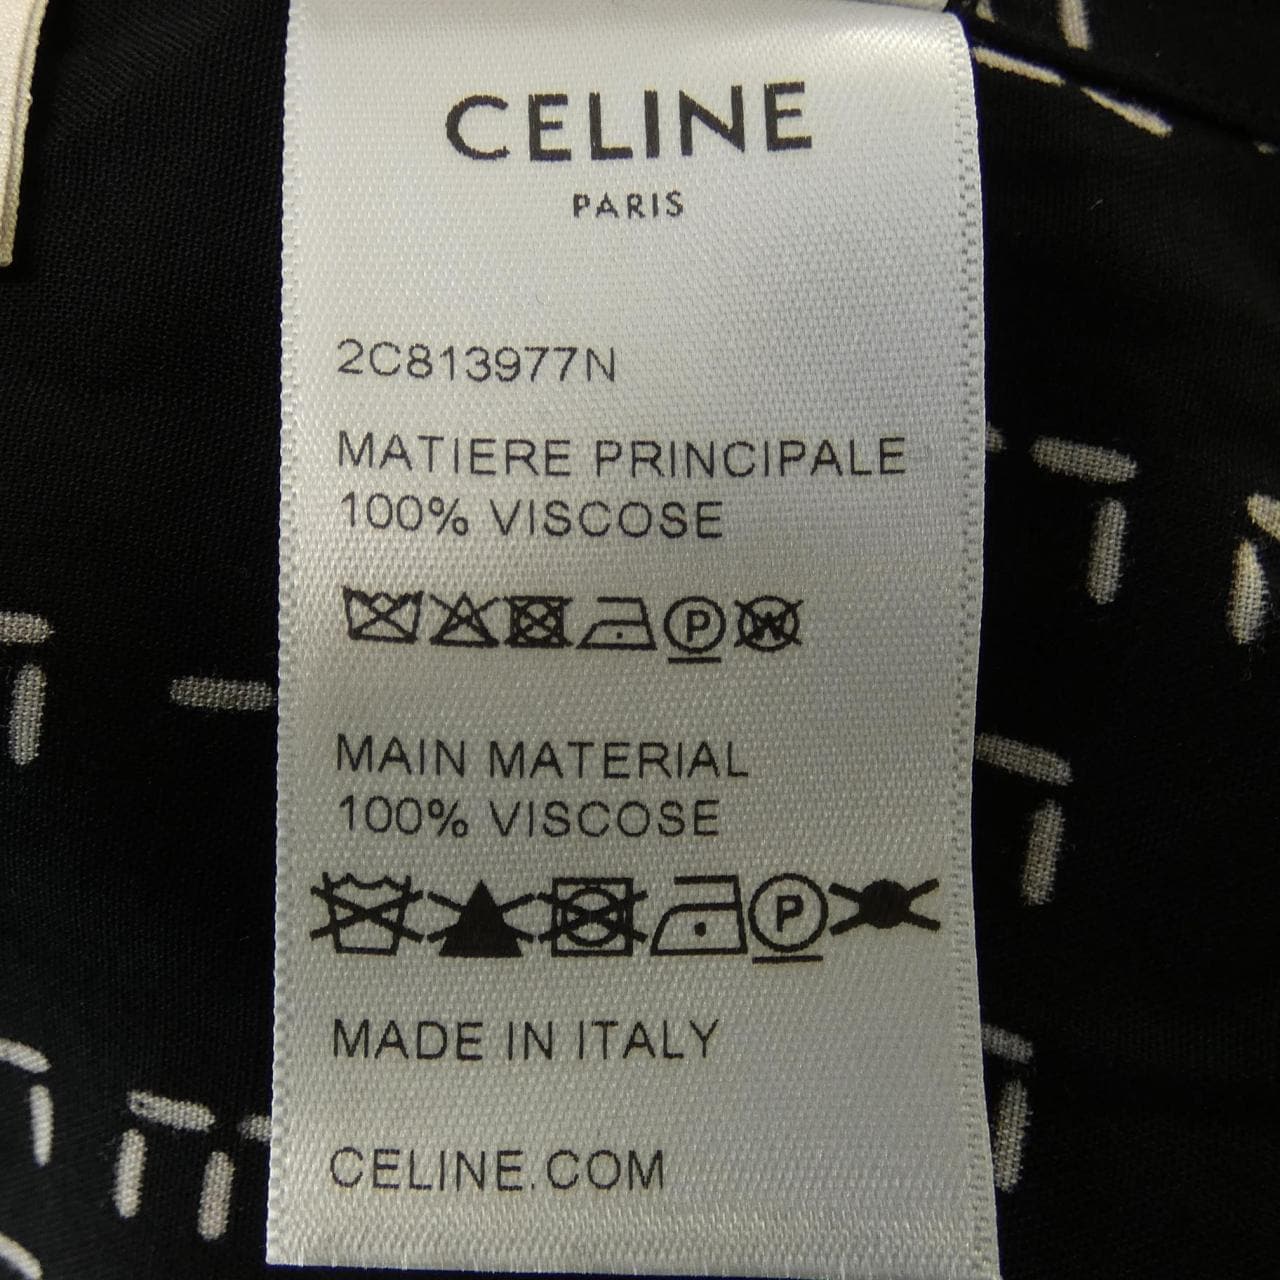 CELINE
PARIS
2C813977N
MATIERE PRINCIPALE
100% VISCOSE
P W
MAIN MATERIAL
100% VISCOSE
P
MADE IN ITALY
CELINE.COM